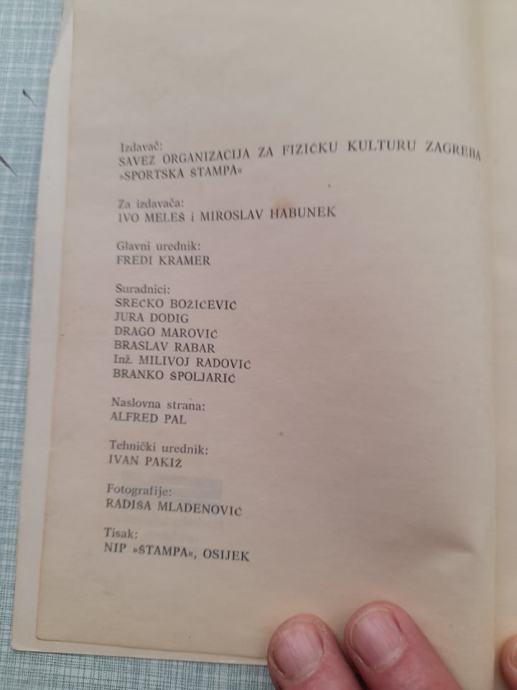 Izdavač:
SAVEZ ORGANIZACIJA ZA FIZIČKU KULTURU ZAGREBA
»SPORTSKA ŠTAMPA«
Za izdavača:
IVO MELEŠ i MIROSLAV HABUNEK
Glavni urednik:
FREDI KRAMER
Suradnici:
SREĆKO BOŽIČEVIĆ
JURA DODIG
DRAGO MAROVIĆ
BRASLAV RABAR
Inž. MILIVOJ RADOVIĆ
BRANKO ŠPOLJARIĆ
Naslovna strana:
ALFRED PAL
Tehnički urednik:
IVAN PAKIŽ
Fotografije:
RADIŠA MLADENOVIĆ
Tisak:
NIP »ŠTAMPA«, OSIJEK